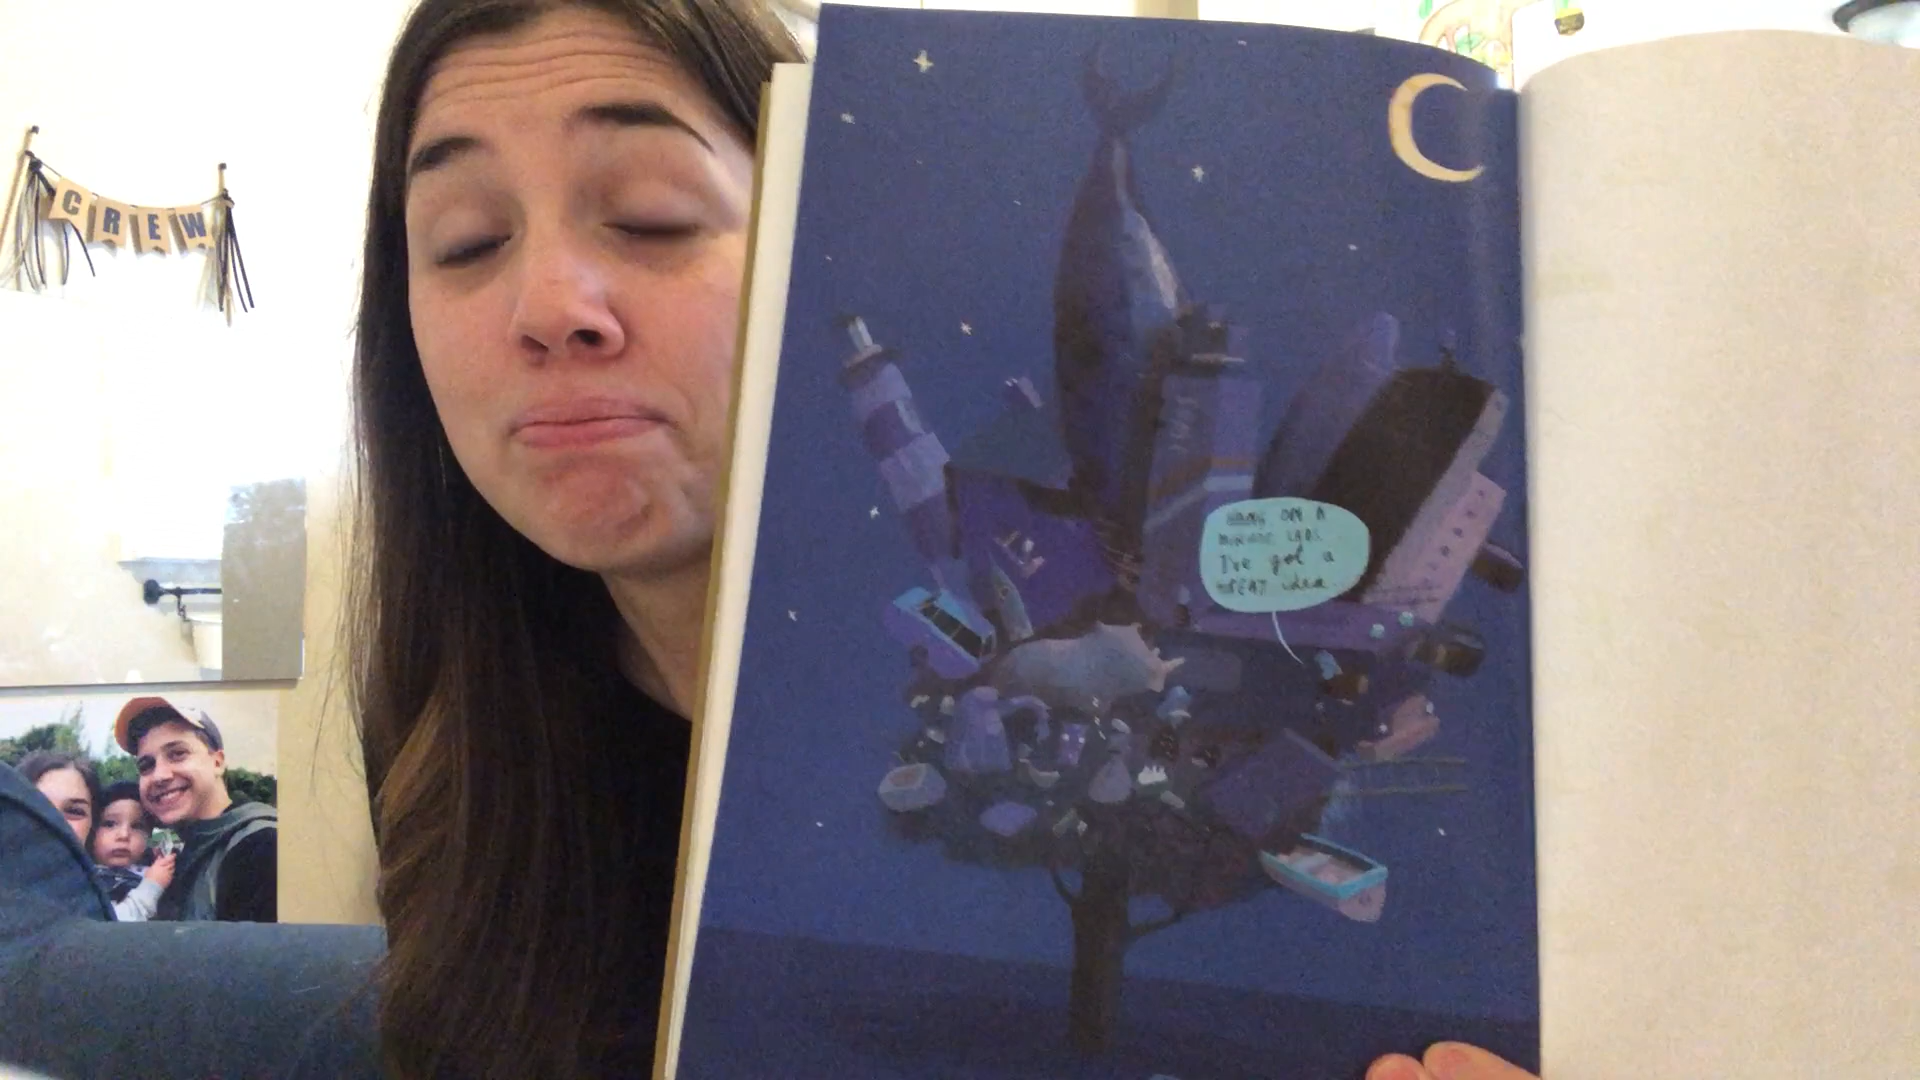 CREW
HANG ON A
MINUTE LADS.
I've got a
GREAT idea.